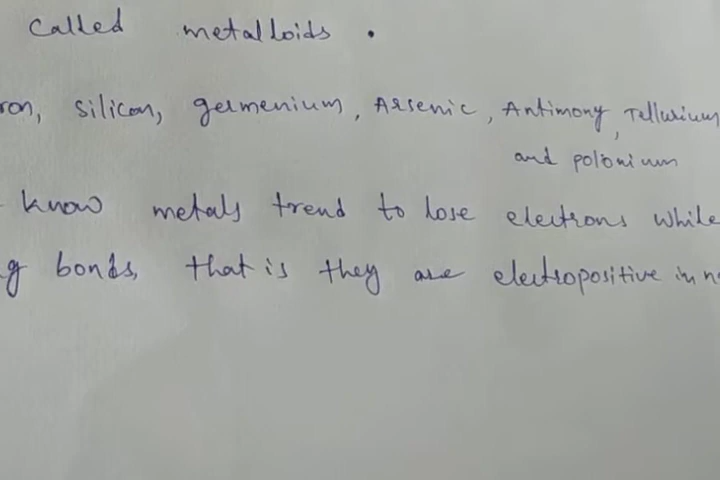 called metalloids .
ron, silicon, germenium, Arsenic, Antimony, Tellurium
and polonium
know metals trend to lose electrons while
g bonds, that is they are electropositive in n